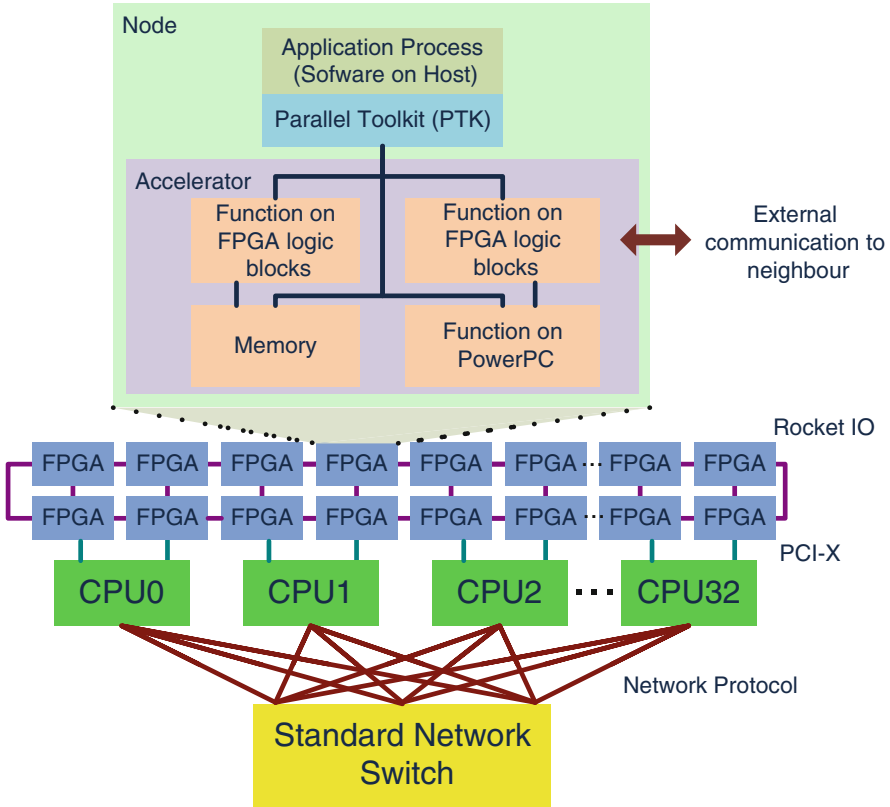 Node
Application Process
(Sofware on Host)
Parallel Toolkit (PTK)
Accelerator
Function on
FPGA logic
blocks
Function on
FPGA logic
blocks
External
communication to
neighbour
Memory
Function on
PowerPC
Rocket IO
FPGA FPGA FPGA FPGA FPGA FPGA ... FPGA FPGA
FPGA FPGA FPGA FPGA FPGA FPGA ... FPGA FPGA
PCI-X
CPU0 CPU1 CPU2 .... CPU32
Network Protocol
Standard Network
Switch